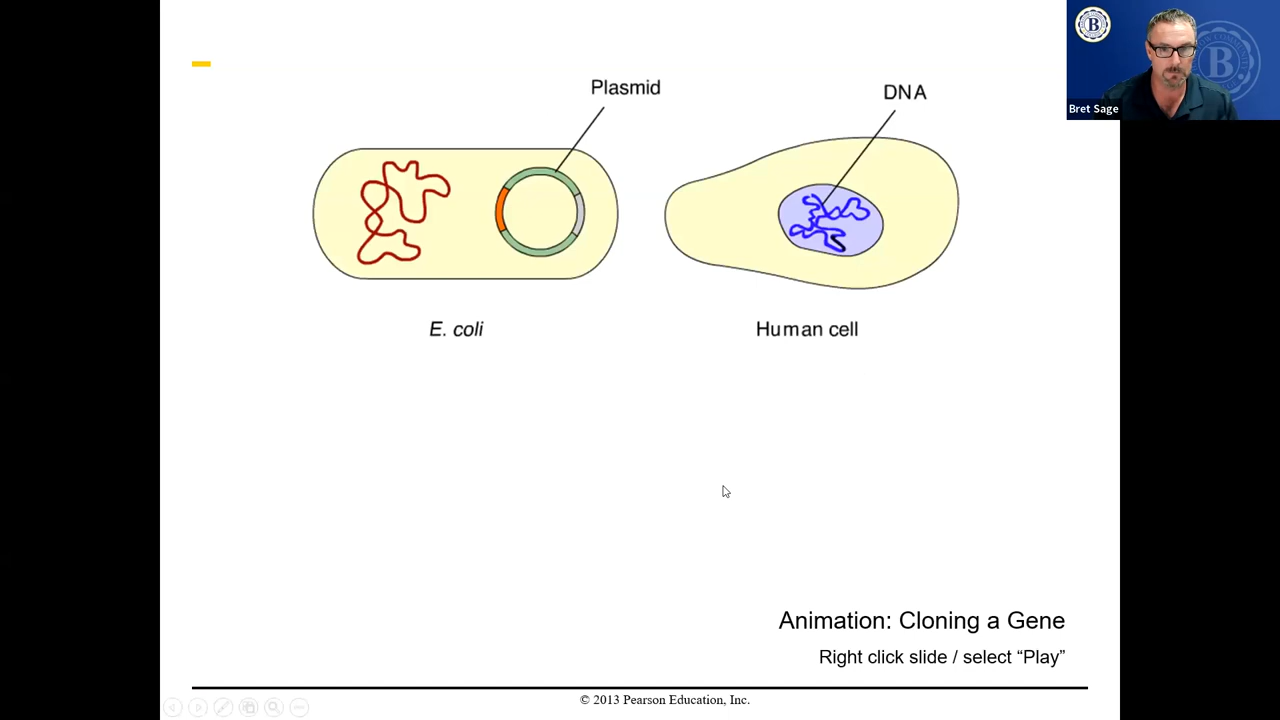 Plasmid
DNA
E. coli
Human cell
Animation: Cloning a Gene
Right click slide / select “Play”
© 2013 Pearson Education, Inc.
B
B
Bret Sage